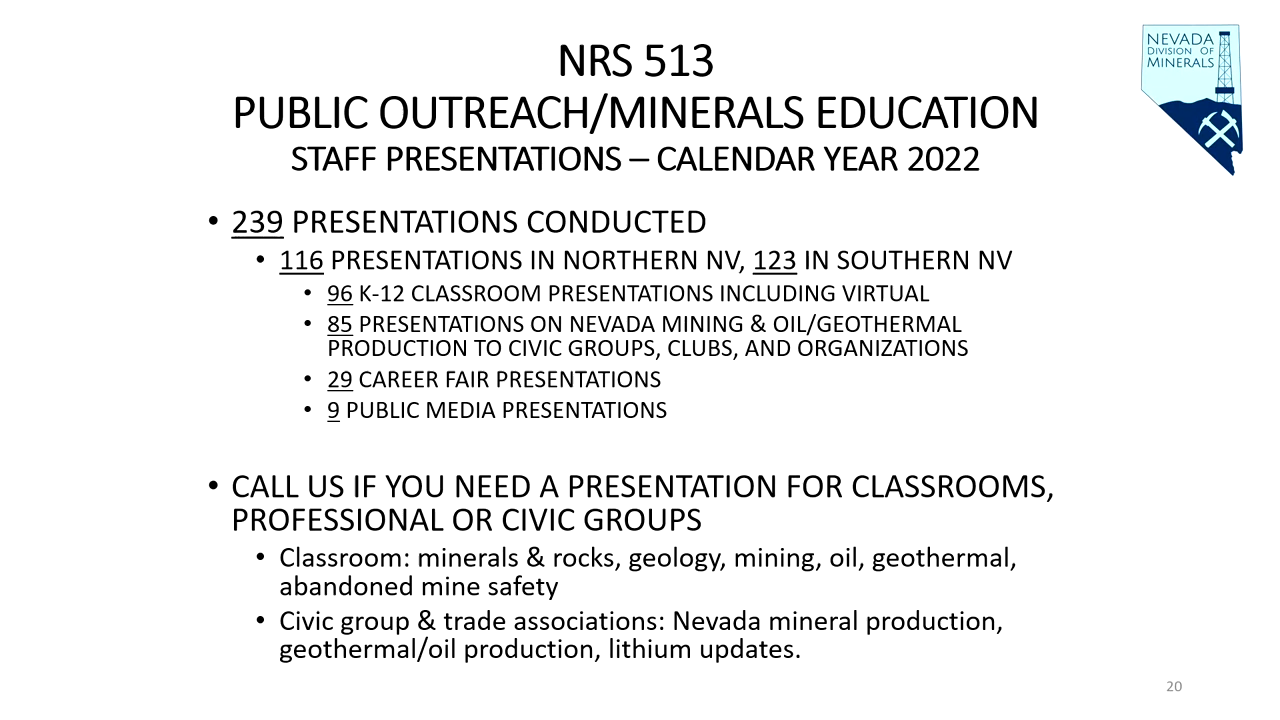 NRS 513
PUBLIC OUTREACH/MINERALS EDUCATION
STAFF PRESENTATIONS – CALENDAR YEAR 2022
NEVADA
DIVISION OF
MINERALS
• 239 PRESENTATIONS CONDUCTED
• 116 PRESENTATIONS IN NORTHERN NV, 123 IN SOUTHERN NV
• 96 K-12 CLASSROOM PRESENTATIONS INCLUDING VIRTUAL
• 85 PRESENTATIONS ON NEVADA MINING & OIL/GEOTHERMAL
PRODUCTION TO CIVIC GROUPS, CLUBS, AND ORGANIZATIONS
• 29 CAREER FAIR PRESENTATIONS
• 9 PUBLIC MEDIA PRESENTATIONS
• CALL US IF YOU NEED A PRESENTATION FOR CLASSROOMS,
PROFESSIONAL OR CIVIC GROUPS
• Classroom: minerals & rocks, geology, mining, oil, geothermal,
abandoned mine safety
• Civic group & trade associations: Nevada mineral production,
geothermal/oil production, lithium updates.
20